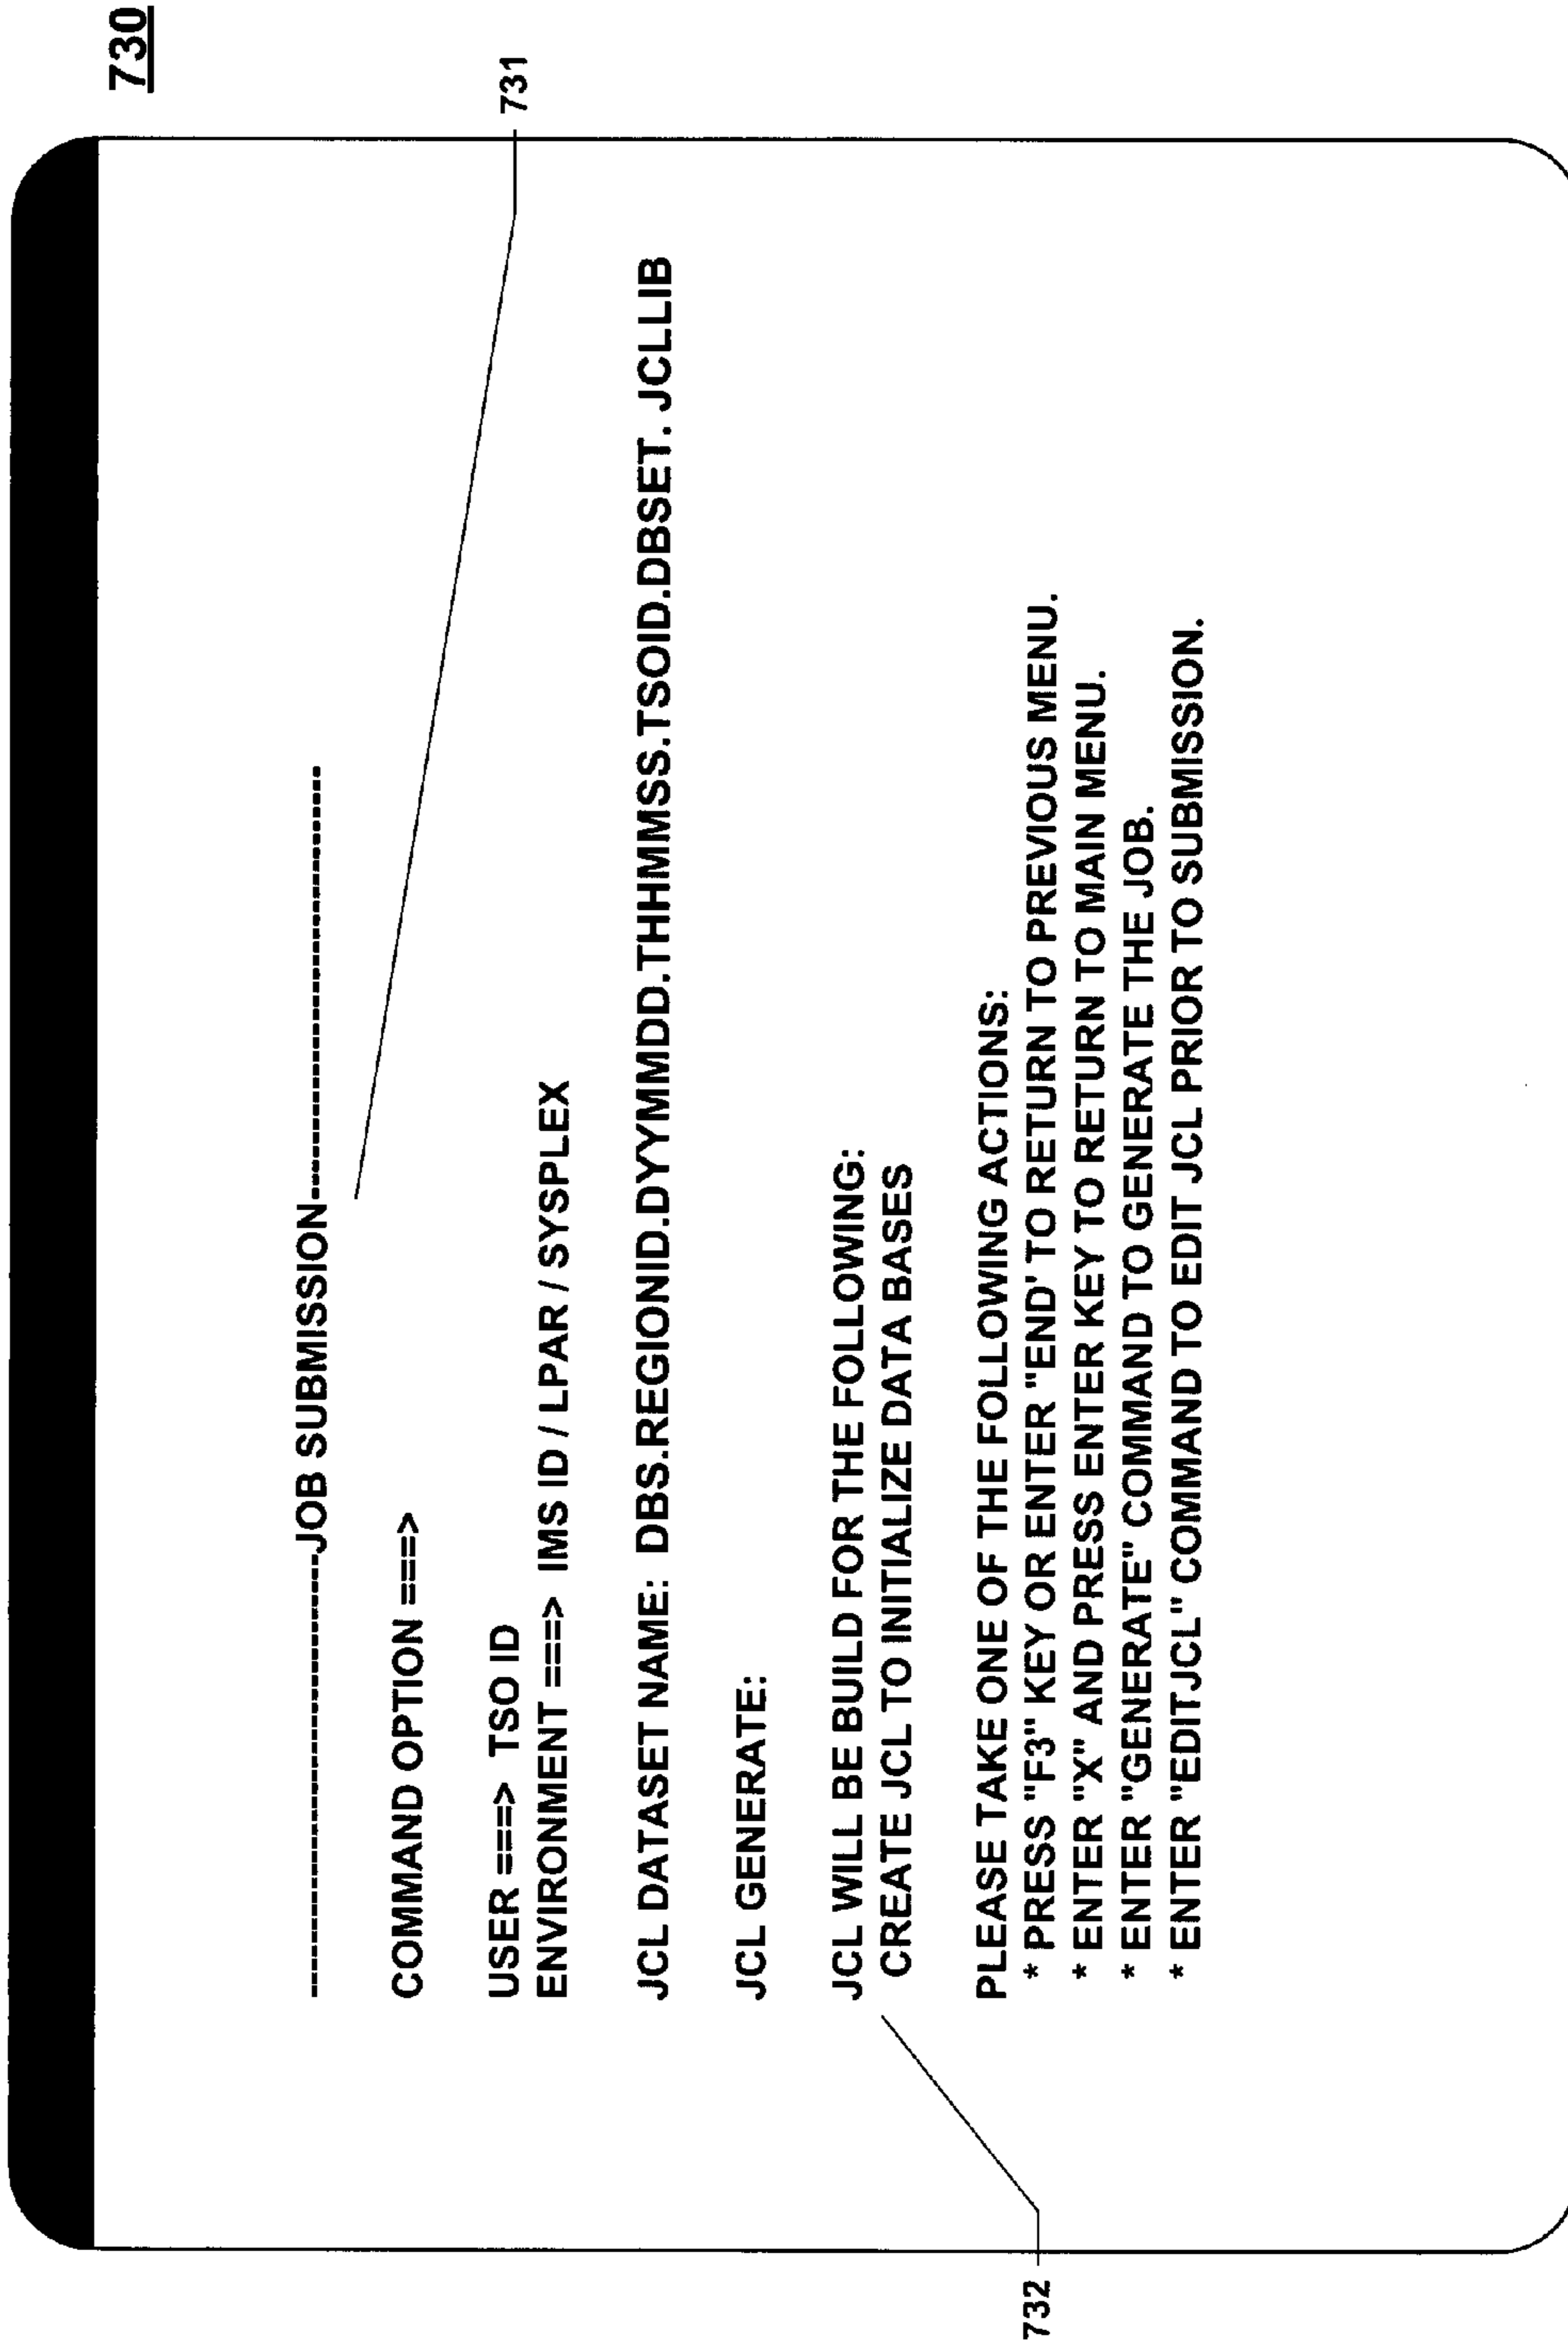 730
731
-----------------------------------JOB SUBMISSION-----------------------------------
COMMAND OPTION ===>
USER ===> TSO ID
ENVIRONMENT ===> IMS ID / LPAR / SYSPLEX
JCL DATASET NAME: DBS.REGIONID.DYYMMDD.THHMMSS.TSOID.DBSET. JCLLIB
JCL GENERATE:
JCL WILL BE BUILD FOR THE FOLLOWING:
CREATE JCL TO INITIALIZE DATA BASES
732
PLEASE TAKE ONE OF THE FOLLOWING ACTIONS:
* PRESS "F3" KEY OR ENTER "END' TO RETURN TO PREVIOUS MENU.
* ENTER "X" AND PRESS ENTER KEY TO RETURN TO MAIN MENU.
* ENTER "GENERATE" COMMAND TO GENERATE THE JOB.
* ENTER "EDITJCL" COMMAND TO EDIT JCL PRIOR TO SUBMISSION.